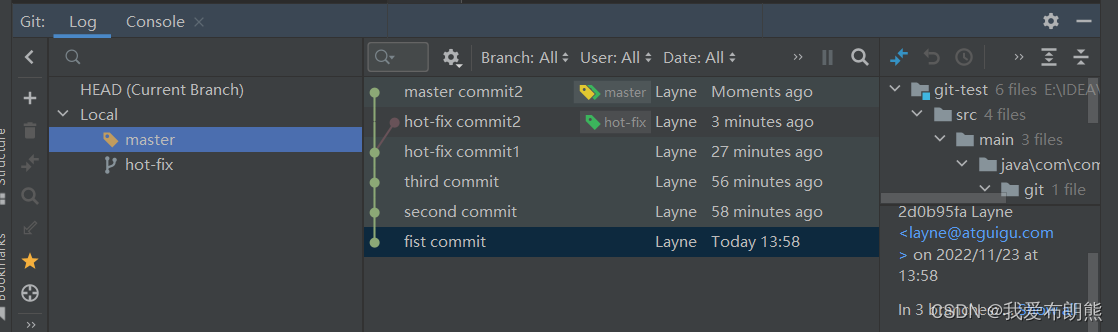 Git: Log Console
HEAD (Current Branch)
Local
master
hot-fix
Branch: All User: All Date: All
master commit2 master Layne Moments ago
hot-fix commit2 hot-fix Layne 3 minutes ago
hot-fix commit1 Layne 27 minutes ago
third commit Layne 56 minutes ago
second commit Layne 58 minutes ago
fist commit Layne Today 13:58
git-test 6 files E:\IDEA\
src 4 files
main 3 files
java\com\com
git 1 file
2d0b95fa Layne
<layne@atguigu.com
> on 2022/11/23 at
13:58
In 3
CSDN @我爱布朗熊
Structure
Bookmarks